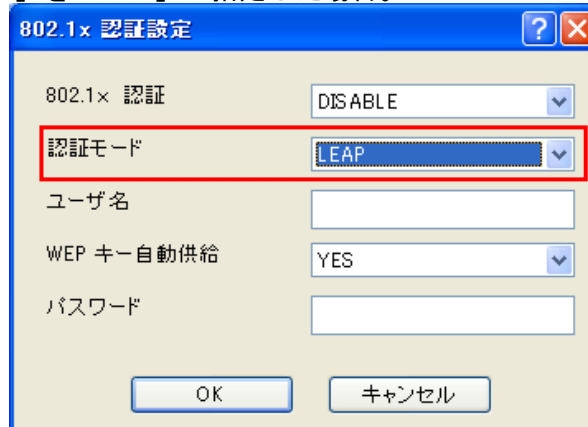 802.1x 認証設定
802.1x 認証 DISABLE
認証モード LEAP
ユーザ名
WEP キー自動供給 YES
パスワード
OK キャンセル